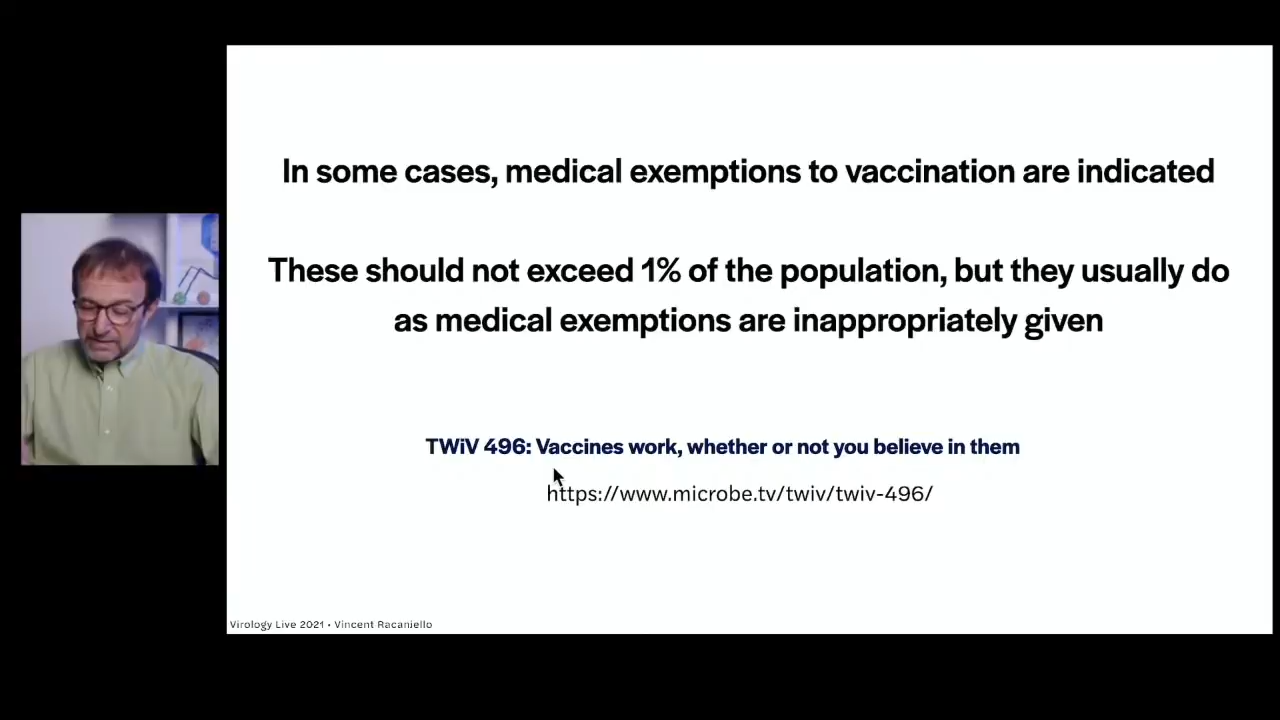 In some cases, medical exemptions to vaccination are indicated
These should not exceed 1% of the population, but they usually do
as medical exemptions are inappropriately given
TWiV 496: Vaccines work, whether or not you believe in them
https://www.microbe.tv/twiv/twiv-496/
Virology Live 2021 • Vincent Racaniello